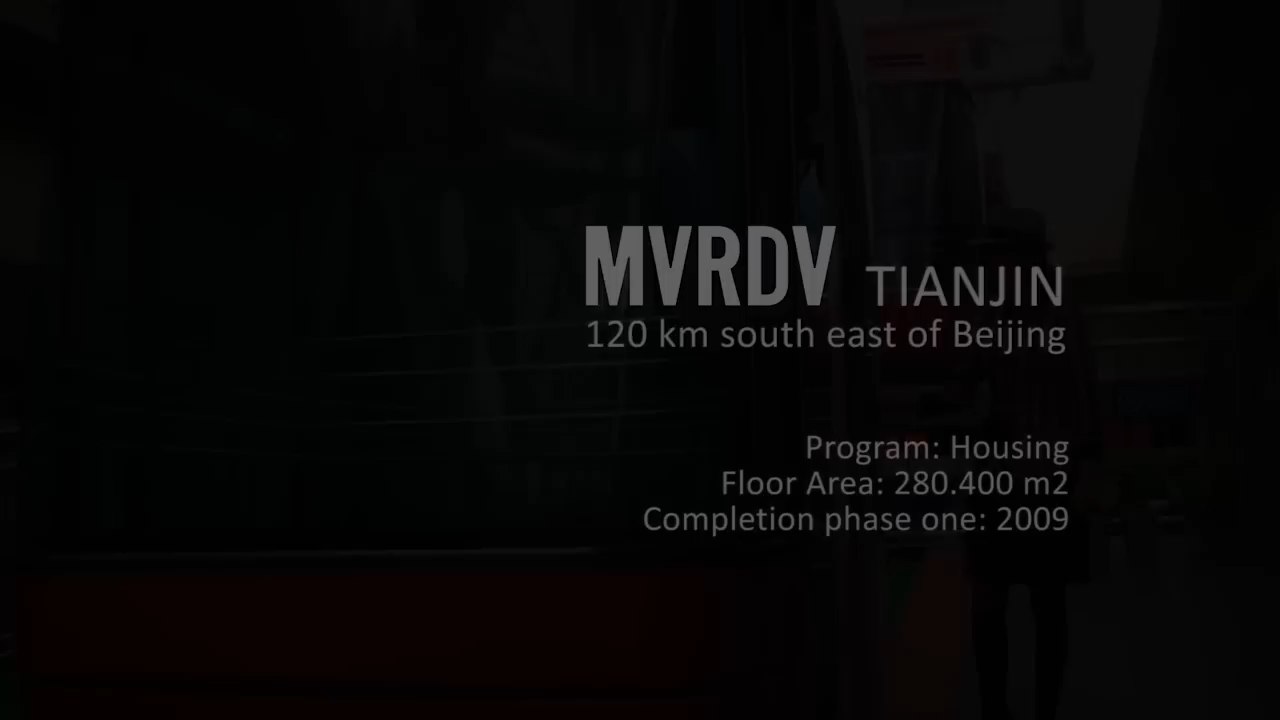 MVRDV TIANJIN
120 km south east of Beijing
Program: Housing
Floor Area: 280.400 m2
Completion phase one: 2009